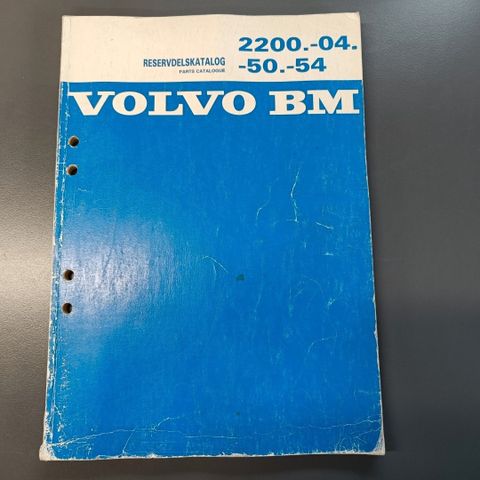 RESERVDELSKATALOG
PARTS CATALOGUE
2200.-04.
-50.-54
VOLVO BM